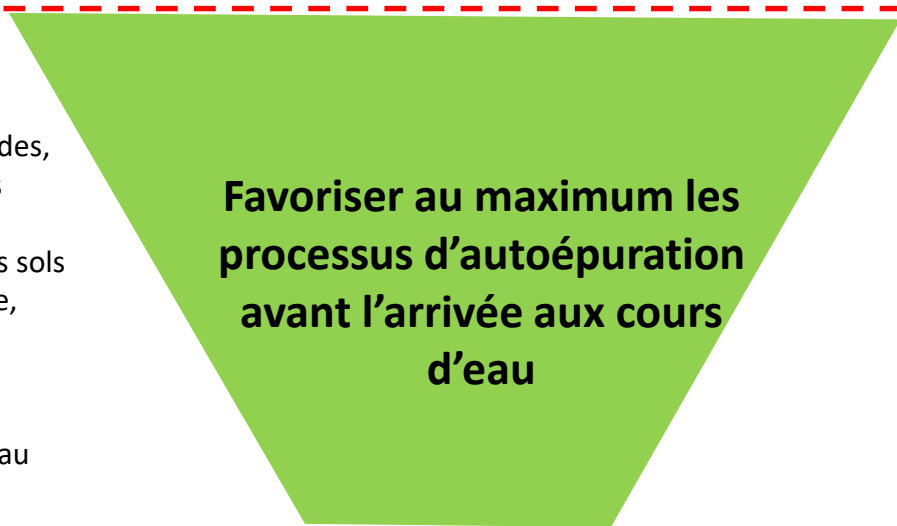 des,
s sols
e,
au
Favoriser au maximum les
processus d’autoépuration
avant l’arrivée aux cours
d’eau